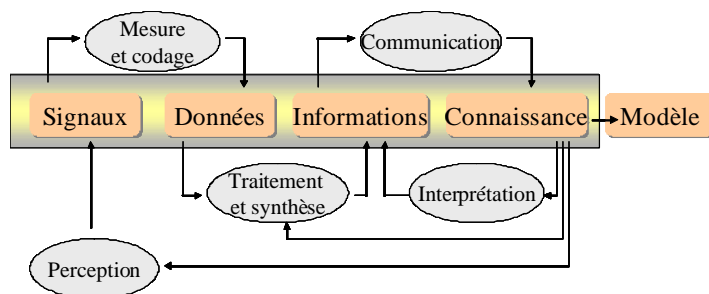 Mesure
et codage
Communication
Signaux
Données
Informations
Connaissance
Modèle
Traitement
et synthèse
Interprétation
Perception